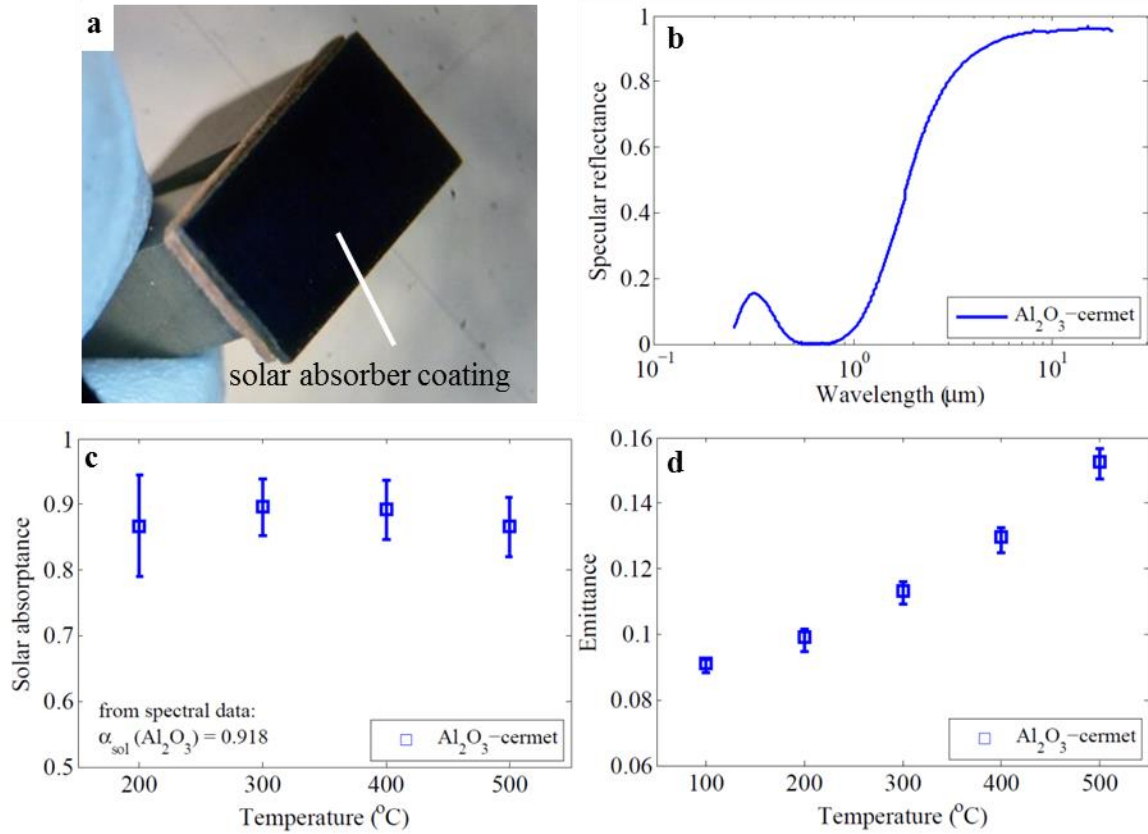 a
solar absorber coating
b
1
0.8
0.6
0.4
0.2
0
10⁻¹
10⁰
10¹
Specular reflectance
Wavelength (μm)
Al₂O₃−cermet
c
1
0.9
0.8
0.7
0.6
0.5
200
300
400
500
Solar absorptance
Temperature (°C)
from spectral data:
α_sol (Al₂O₃) = 0.918
Al₂O₃−cermet
d
0.16
0.14
0.12
0.1
0.08
0.06
100
200
300
400
500
Emittance
Temperature (°C)
Al₂O₃−cermet